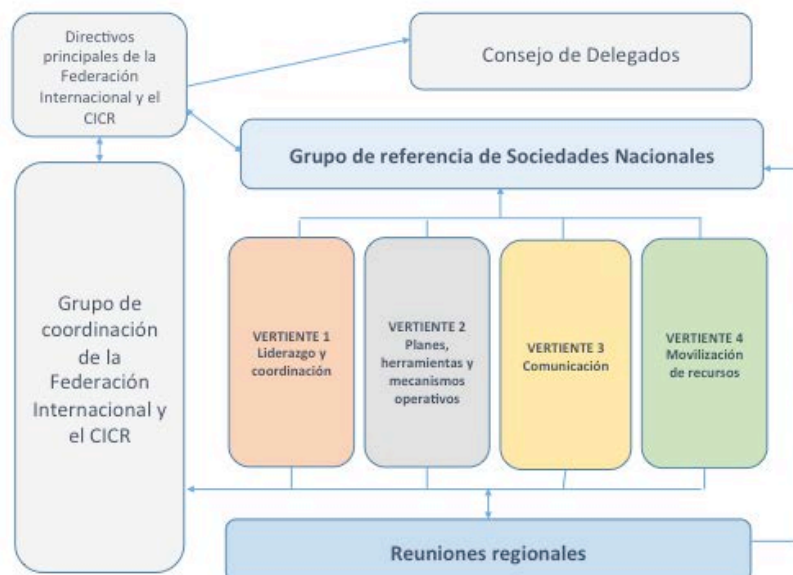 Directivos
principales de la
Federación
Internacional y el
CICR
Consejo de Delegados
Grupo de referencia de Sociedades Nacionales
Grupo de
coordinación
de la
Federación
Internacional y
el CICR
VERTIENTE 1
Liderazgo y
coordinación
VERTIENTE 2
Planes,
herramientas y
mecanismos
operativos
VERTIENTE 3
Comunicación
VERTIENTE 4
Movilización
de recursos
Reuniones regionales